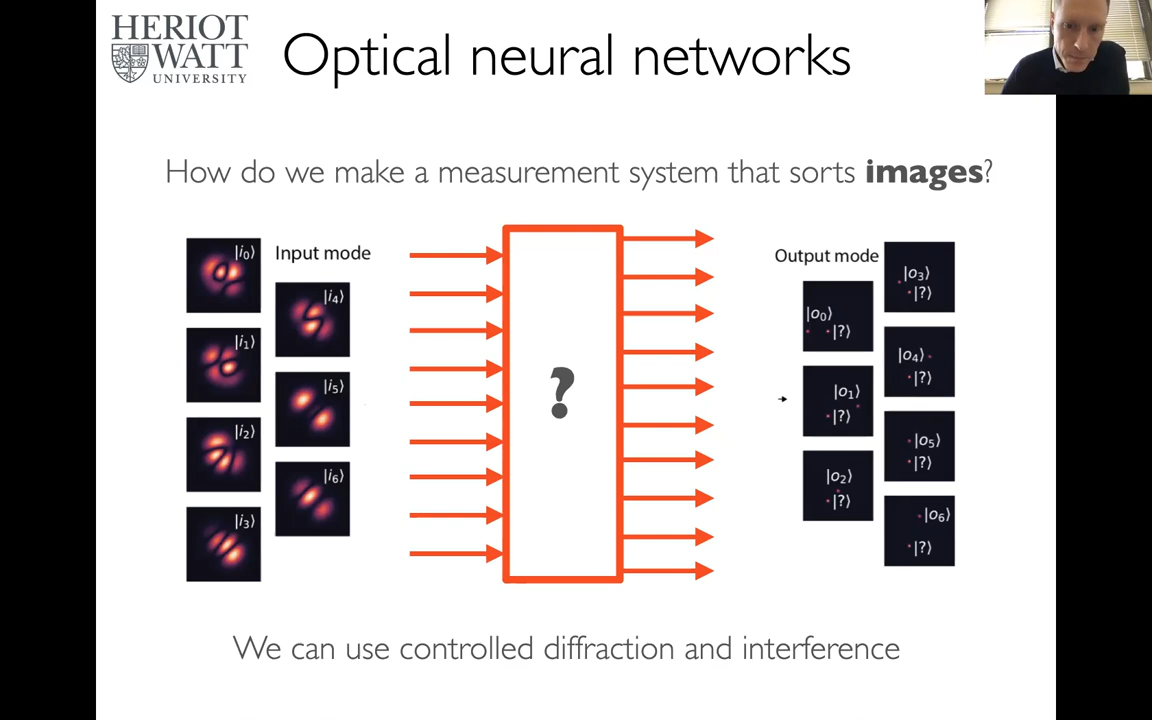 HERIOT
WATT
UNIVERSITY
Optical neural networks
How do we make a measurement system that sorts images?
|i₀⟩
Input mode
|i₄⟩
|i₁⟩
|i₅⟩
|i₂⟩
|i₆⟩
|i₃⟩
?
Output mode
|o₃⟩
|?⟩
|o₀⟩
|?⟩
|o₄⟩
|?⟩
|o₁⟩
|?⟩
|o₅⟩
|?⟩
|o₂⟩
|?⟩
|o₆⟩
|?⟩
We can use controlled diffraction and interference